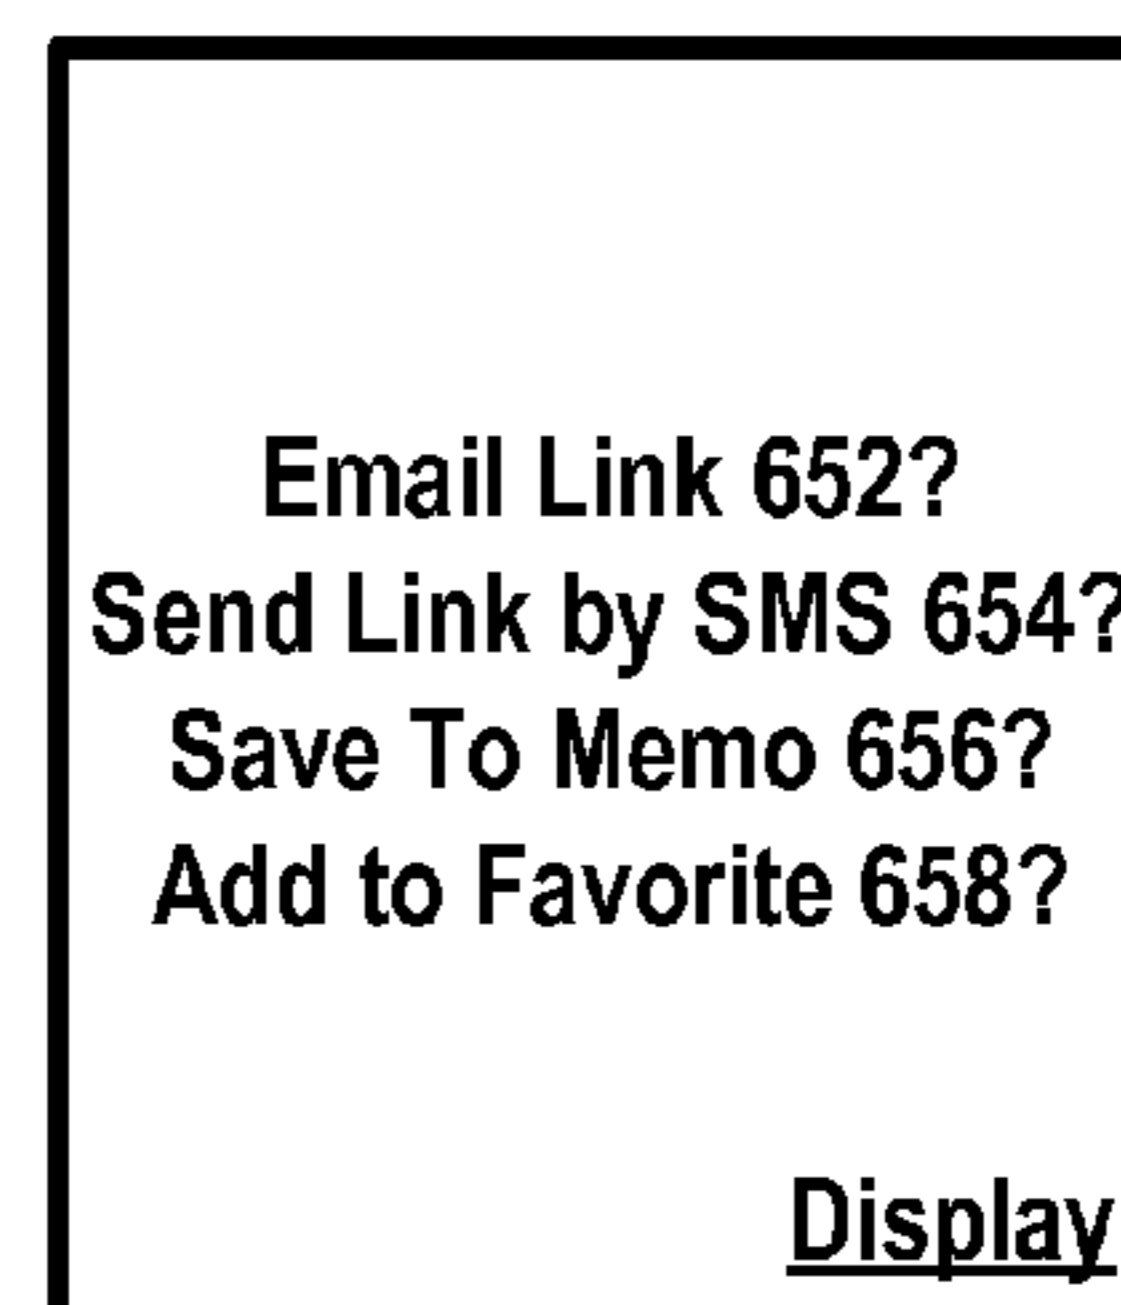 Email Link 652?
Send Link by SMS 654?
Save To Memo 656?
Add to Favorite 658?
Display